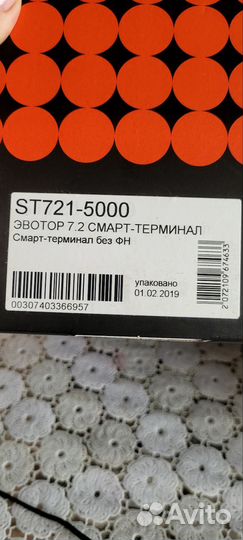 ST721-5000
ЭВОТОР 7.2 СМАРТ-ТЕРМИНАЛ
Смарт-терминал без ФН
упаковано
01.02.2019
00307403366957
2072109674633
Avito